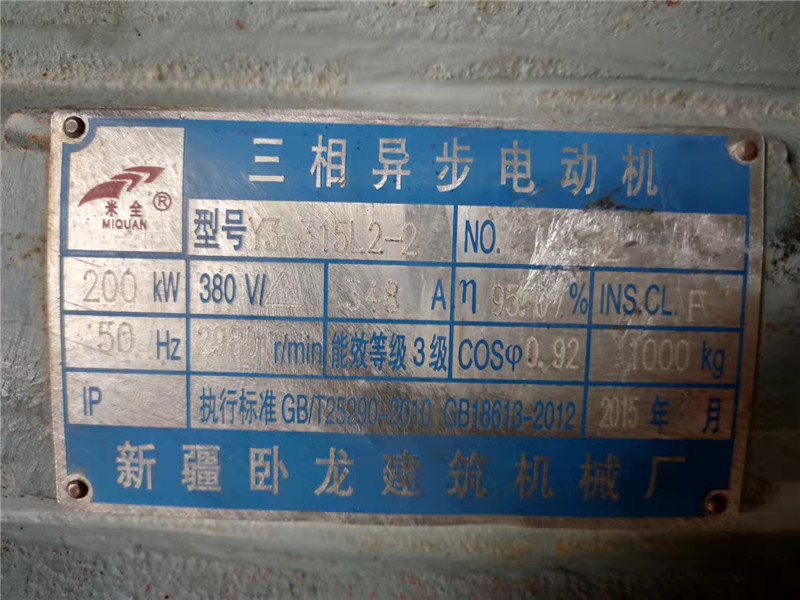 三相异步电动机
米全 ®
MIQUAN
型号 315L2-2 NO.
200 kW 380 V/△ 348 A η % INS.CL. F
50 Hz r/min 能效等级 3 级 COSφ 0.92 1000 kg
IP 执行标准 GB/T25290-2010 GB18613-2012 2015 年 月
新疆卧龙建筑机械厂